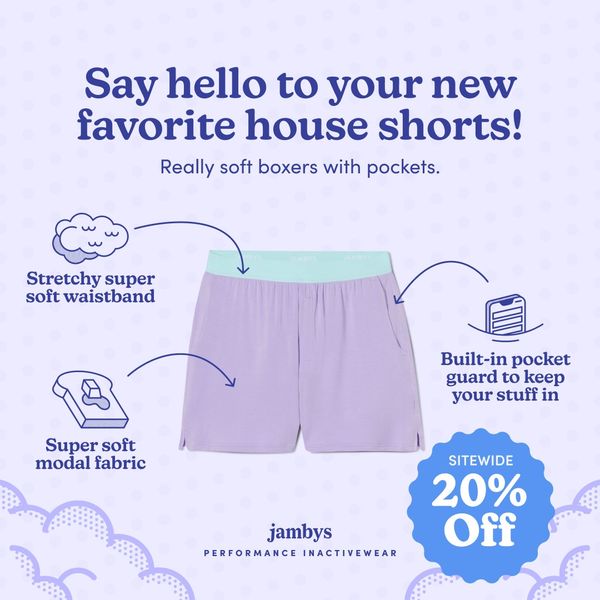 Say hello to your new
favorite house shorts!
Really soft boxers with pockets.
Stretchy super
soft waistband
JAMBYS
Built-in pocket
guard to keep
your stuff in
Super soft
modal fabric
SITEWIDE
20%
Off
jambys
PERFORMANCE INACTIVEWEAR